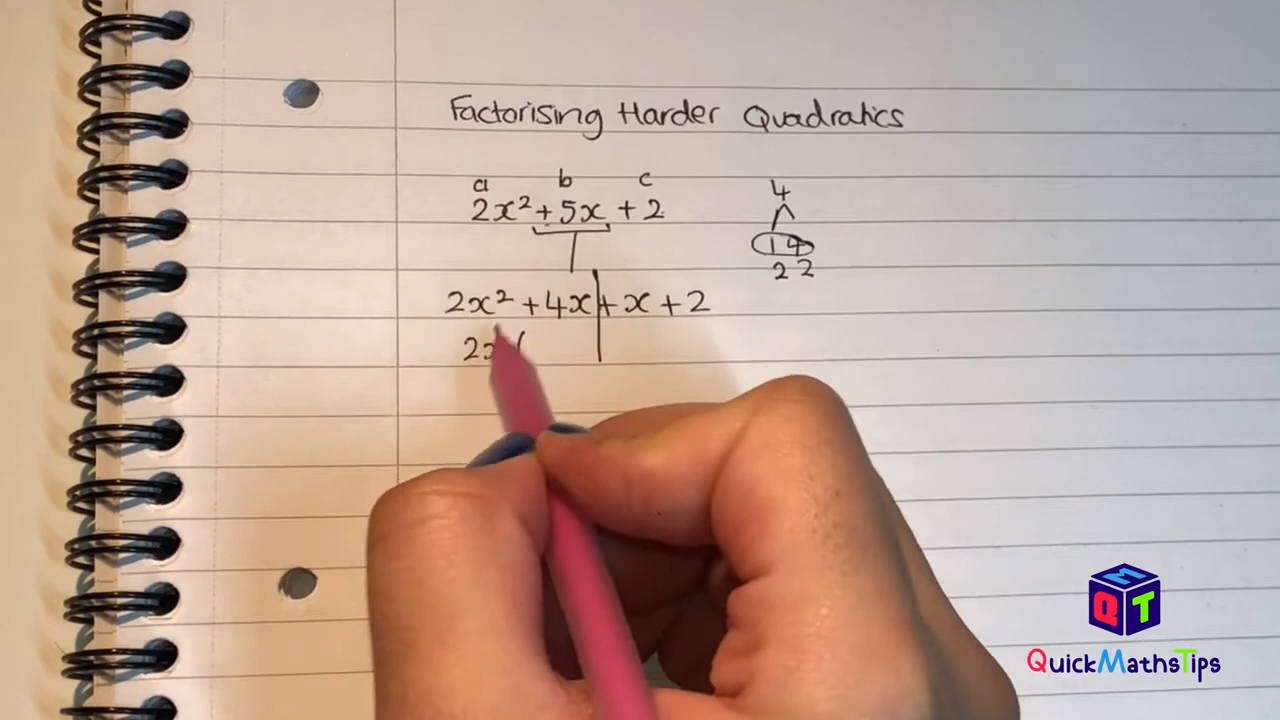 Factorising Harder Quadratics
a b c
2x² + 5x + 2
4
1 4
2 2
2x² + 4x + x + 2
2x (
M
Q T
QuickMathsTips